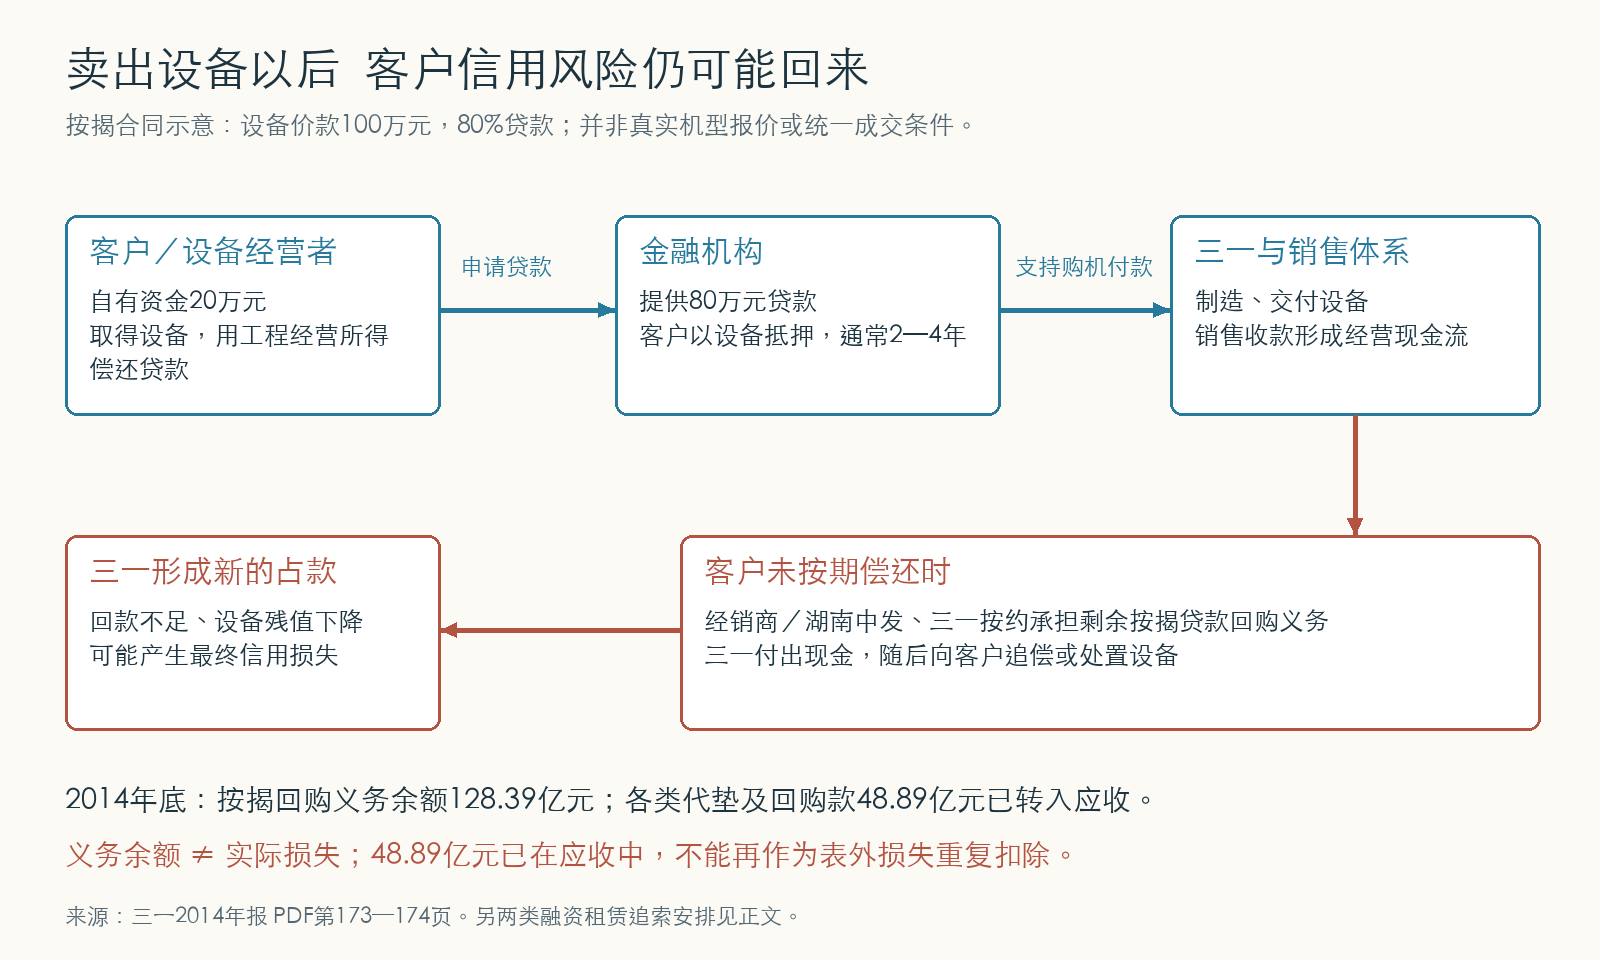 卖出设备以后 客户信用风险仍可能回来
按揭合同示意：设备价款100万元，80%贷款；并非真实机型报价或统一成交条件。
客户／设备经营者
自有资金20万元
取得设备，用工程经营所得
偿还贷款
申请贷款
金融机构
提供80万元贷款
客户以设备抵押，通常2—4年
支持购机付款
三一与销售体系
制造、交付设备
销售收款形成经营现金流
三一形成新的占款
回款不足、设备残值下降
可能产生最终信用损失
客户未按期偿还时
经销商／湖南中发、三一按约承担剩余按揭贷款回购义务
三一付出现金，随后向客户追偿或处置设备
2014年底：按揭回购义务余额128.39亿元；各类代垫及回购款48.89亿元已转入应收。
义务余额 ≠ 实际损失；48.89亿元已在应收中，不能再作为表外损失重复扣除。
来源：三一2014年报 PDF第173—174页。另两类融资租赁追索安排见正文。